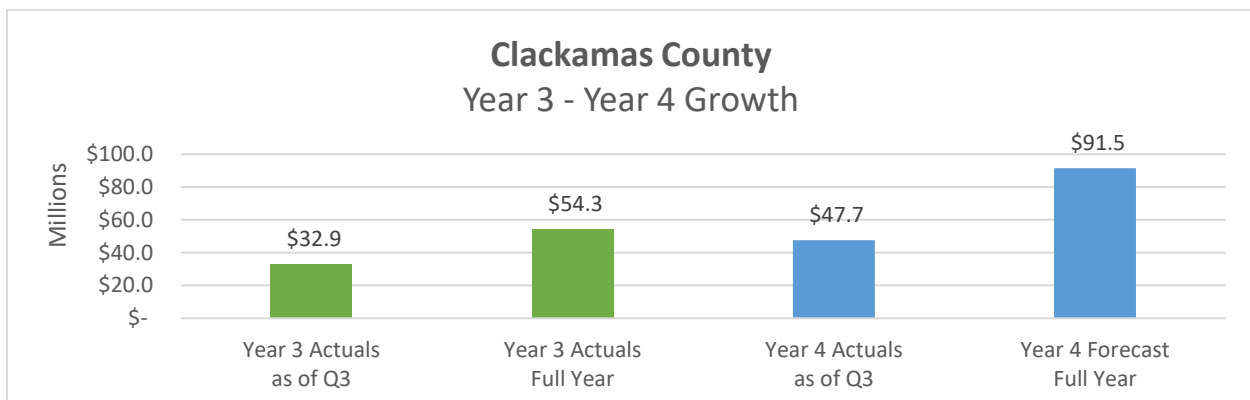 Clackamas County
Year 3 - Year 4 Growth
Millions
$100.0
$80.0
$60.0
$40.0
$20.0
$-
$32.9
$54.3
$47.7
$91.5
Year 3 Actuals
as of Q3
Year 3 Actuals
Full Year
Year 4 Actuals
as of Q3
Year 4 Forecast
Full Year